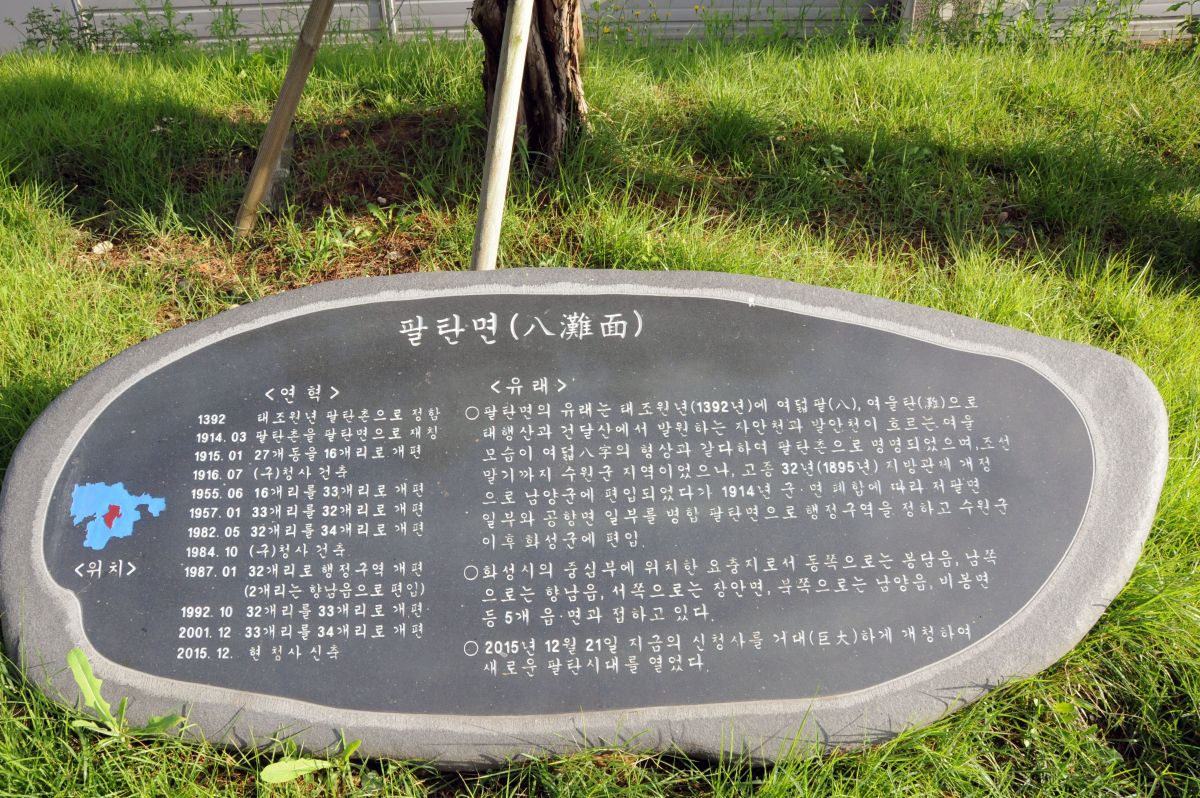 팔탄면(八灘面)
<연혁>
1392 태조원년 팔탄촌으로 정함
1914. 03 팔탄촌을 팔탄면으로 개칭
1915. 01 27개동을 16개리로 개편
1916. 07 (구)청사 건축
1955. 06 16개리를 33개리로 개편
1957. 01 33개리를 32개리로 개편
1982. 05 32개리를 34개리로 개편
1984. 10 (구)청사 건축
1987. 01 32개리로 행정구역 개편
(2개리는 향남읍으로 편입)
1992. 10 32개리를 33개리로 개편
2001. 12 33개리를 34개리로 개편
2015. 12. 현 청사 신축
<위치>
<유래>
○팔탄면의 유래는 태조원년(1392년)에 여덟팔(八), 여울탄(灘)으로
태행산과 건달산에서 발원하는 자안천과 발안천이 흐르는 여울
모습이 여덟八字의 형상과 같다하여 팔탄촌으로 명명되었으며,조선
말기까지 수원군 지역이었으나, 고종 32년(1895년) 지방관제 개정
으로 남양군에 편입되었다가 1914년 군·면 폐합에 따라 저팔면
일부와 공향면 일부를 병합 팔탄면으로 행정구역을 정하고 수원군
이후 화성군에 편입.
○화성시의 중심부에 위치한 요충지로서 동쪽으로는 봉담읍, 남쪽
으로는 향남읍, 서쪽으로는 장안면, 북쪽으로는 남양읍, 비봉면
등 5개 읍·면과 접하고 있다.
○2015년 12월 21일 지금의 신청사를 거대(巨大)하게 개청하여
새로운 팔탄시대를 열었다.